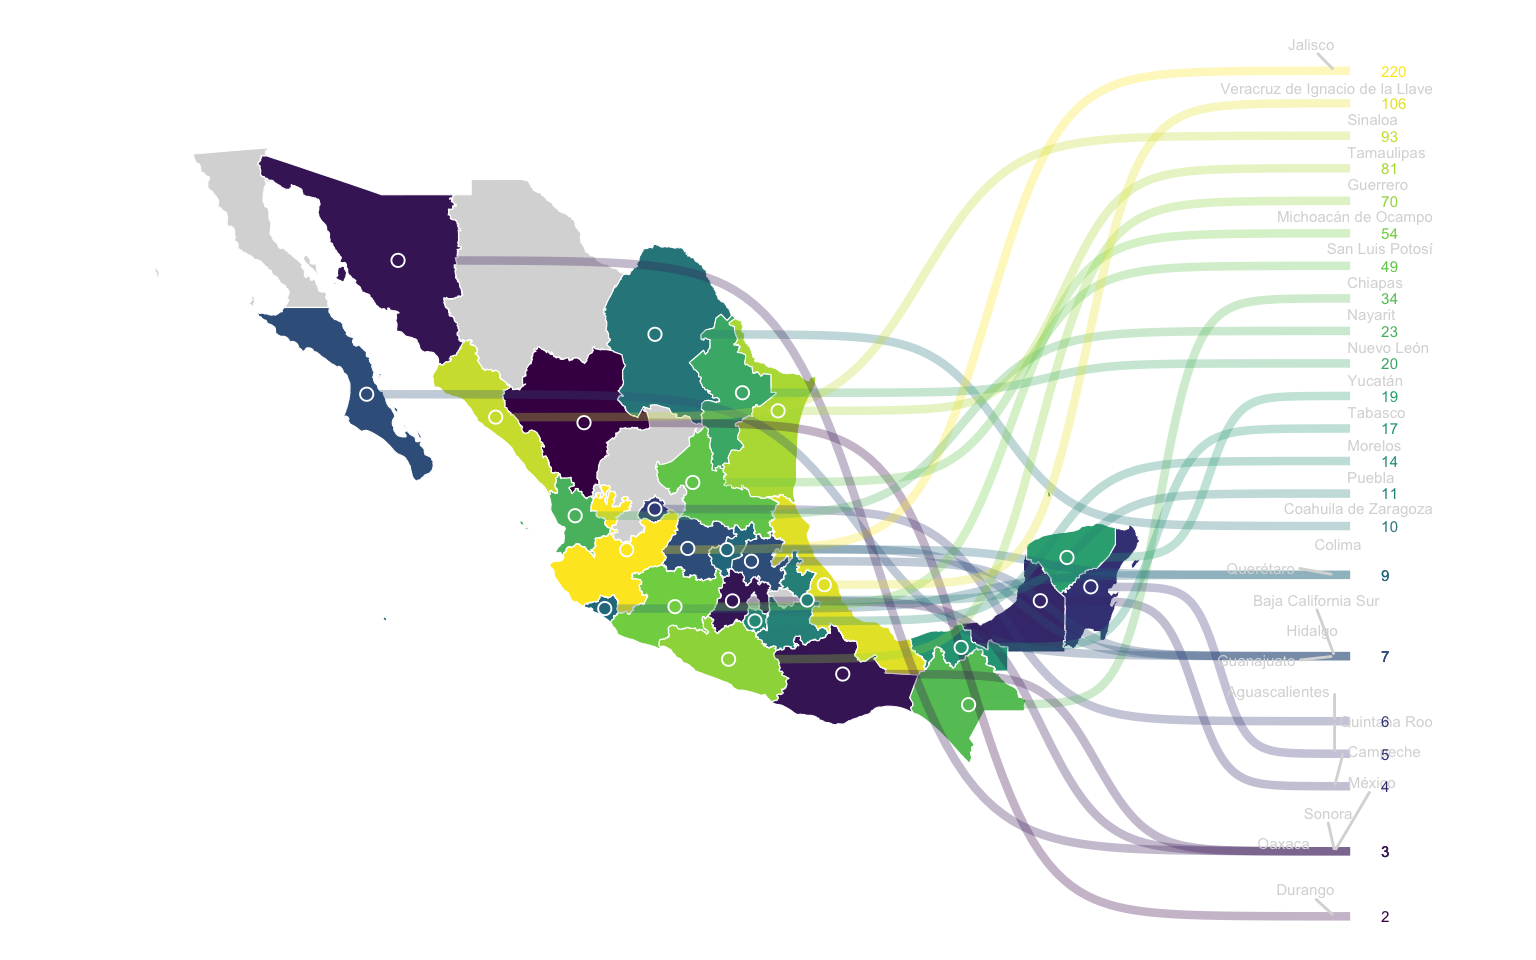 Jalisco
220
Veracruz de Ignacio de la Llave
106
Sinaloa
93
Tamaulipas
81
Guerrero
70
Michoacán de Ocampo
54
San Luis Potosí
49
Chiapas
34
Nayarit
23
Nuevo León
20
Yucatán
19
Tabasco
17
Morelos
14
Puebla
11
Coahuila de Zaragoza
10
Colima
Querétaro
9
Baja California Sur
Hidalgo
Guanajuato
7
Aguascalientes
Quintana Roo
6
Campeche
5
México
4
Sonora
Oaxaca
3
Durango
2